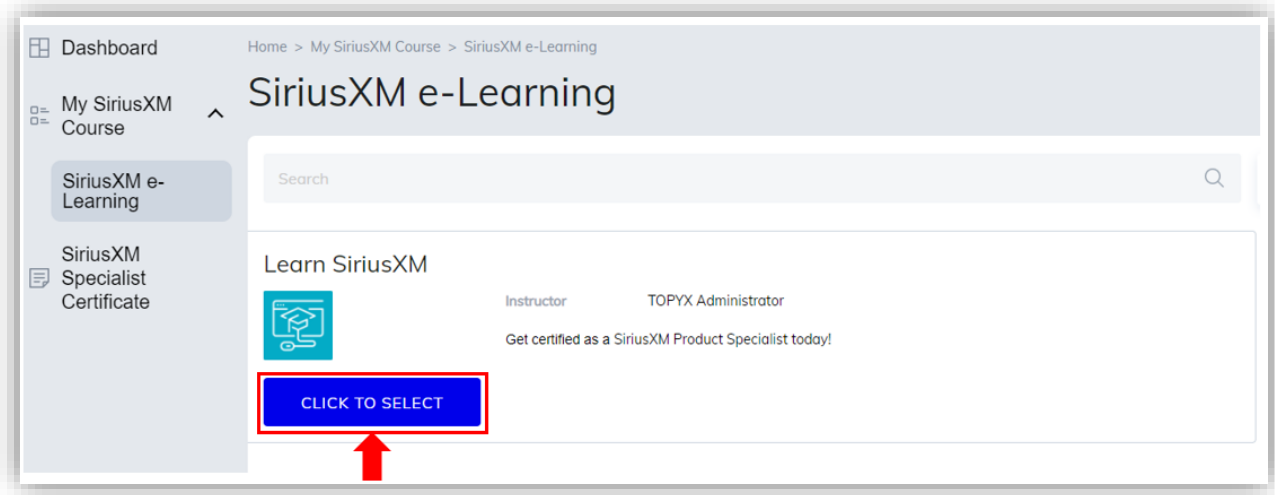 Dashboard
My SiriusXM
Course
SiriusXM e-
Learning
SiriusXM
Specialist
Certificate
Home > My SiriusXM Course > SiriusXM e-Learning
SiriusXM e-Learning
Search
Learn SiriusXM
Instructor TOPYX Administrator
Get certified as a SiriusXM Product Specialist today!
CLICK TO SELECT